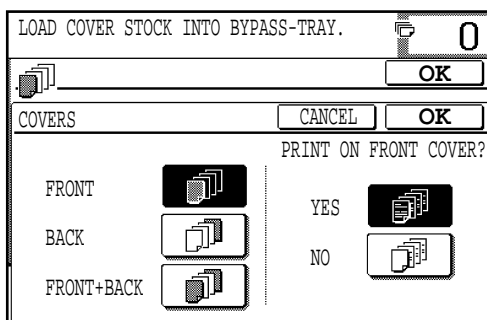 LOAD COVER STOCK INTO BYPASS-TRAY.
0
OK
COVERS
CANCEL
OK
PRINT ON FRONT COVER?
FRONT
YES
BACK
NO
FRONT+BACK